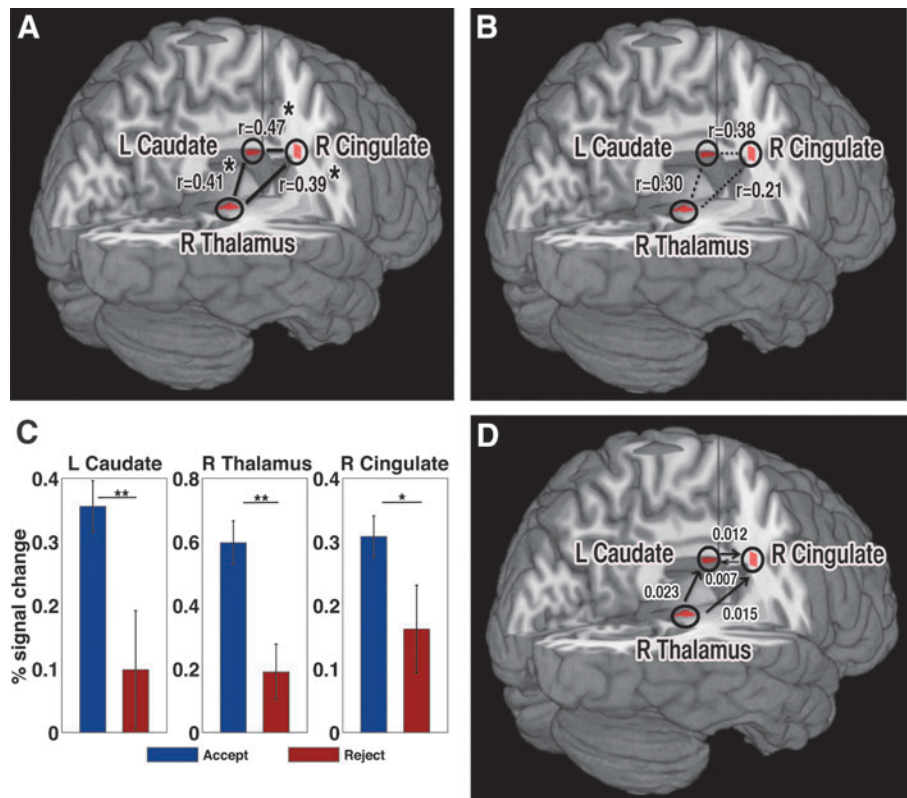 A
r=0.47 *
L Caudate
R Cingulate
r=0.41 *
r=0.39 *
R Thalamus
B
r=0.38
L Caudate
R Cingulate
r=0.30
r=0.21
R Thalamus
C
L Caudate
R Thalamus
R Cingulate
% signal change
0.4
0.3
0.2
0.1
0
**
0.8
0.6
0.4
0.2
0
**
0.4
0.3
0.2
0.1
0
*
Accept
Reject
D
0.012
L Caudate
R Cingulate
0.007
0.023
0.015
R Thalamus